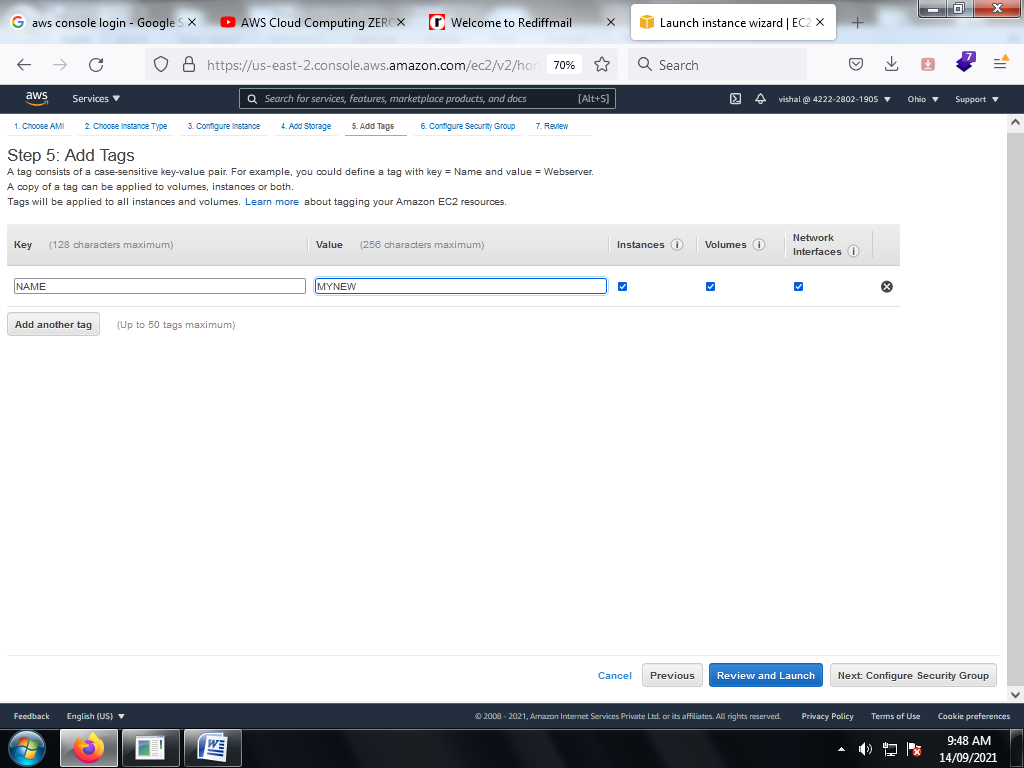 aws console login - Google S
AWS Cloud Computing ZERO
Welcome to Rediffmail
Launch instance wizard | EC2
https://us-east-2.console.aws.amazon.com/ec2/v2/hon
70%
Search
7
aws
Services
Search for services, features, marketplace products, and docs
[Alt+S]
vishal @ 4222-2802-1905
Ohio
Support
1. Choose AMI
2. Choose Instance Type
3. Configure Instance
4. Add Storage
5. Add Tags
6. Configure Security Group
7. Review
Step 5: Add Tags
A tag consists of a case-sensitive key-value pair. For example, you could define a tag with key = Name and value = Webserver.
A copy of a tag can be applied to volumes, instances or both.
Tags will be applied to all instances and volumes. Learn more about tagging your Amazon EC2 resources.
Key (128 characters maximum)
Value (256 characters maximum)
Instances
Volumes
Network
Interfaces
NAME
MYNEW
Add another tag
(Up to 50 tags maximum)
Cancel
Previous
Review and Launch
Next: Configure Security Group
Feedback
English (US)
© 2008 - 2021, Amazon Internet Services Private Ltd. or its affiliates. All rights reserved.
Privacy Policy
Terms of Use
Cookie preferences
9:48 AM
14/09/2021